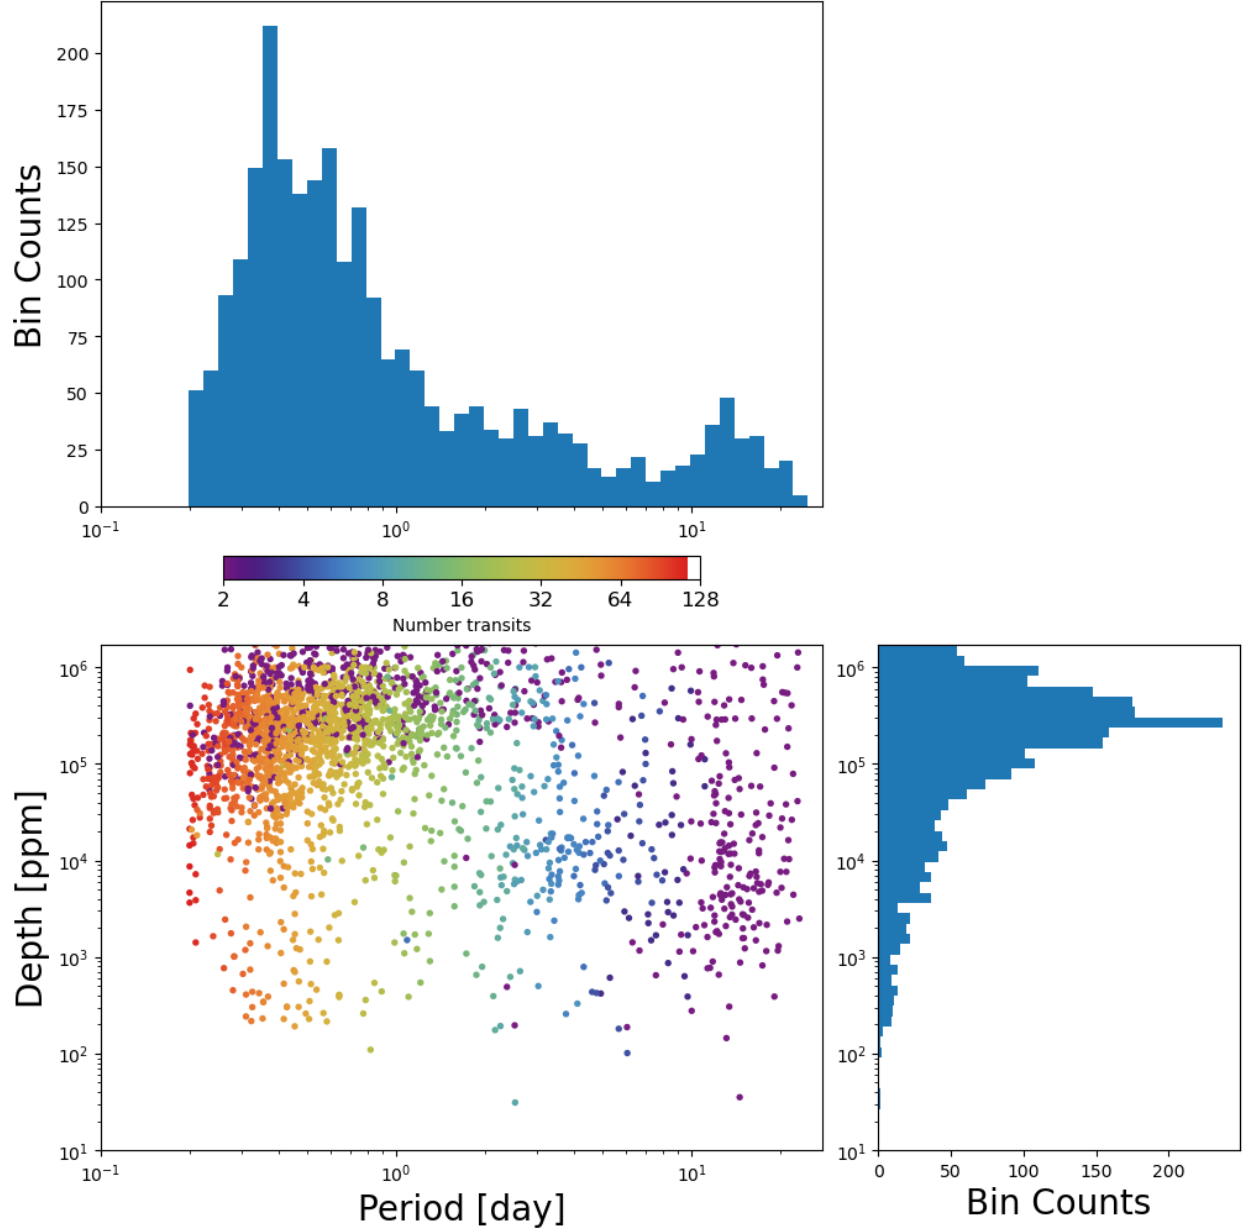 200
175
150
125
100
75
50
25
0
Bin Counts
10⁻¹ 10⁰ 10¹
2 4 8 16 32 64 128
Number transits
10⁶
10⁵
10⁴
10³
10²
10¹
Depth [ppm]
10⁻¹ 10⁰ 10¹
Period [day]
10⁶
10⁵
10⁴
10³
10²
10¹
0 50 100 150 200
Bin Counts